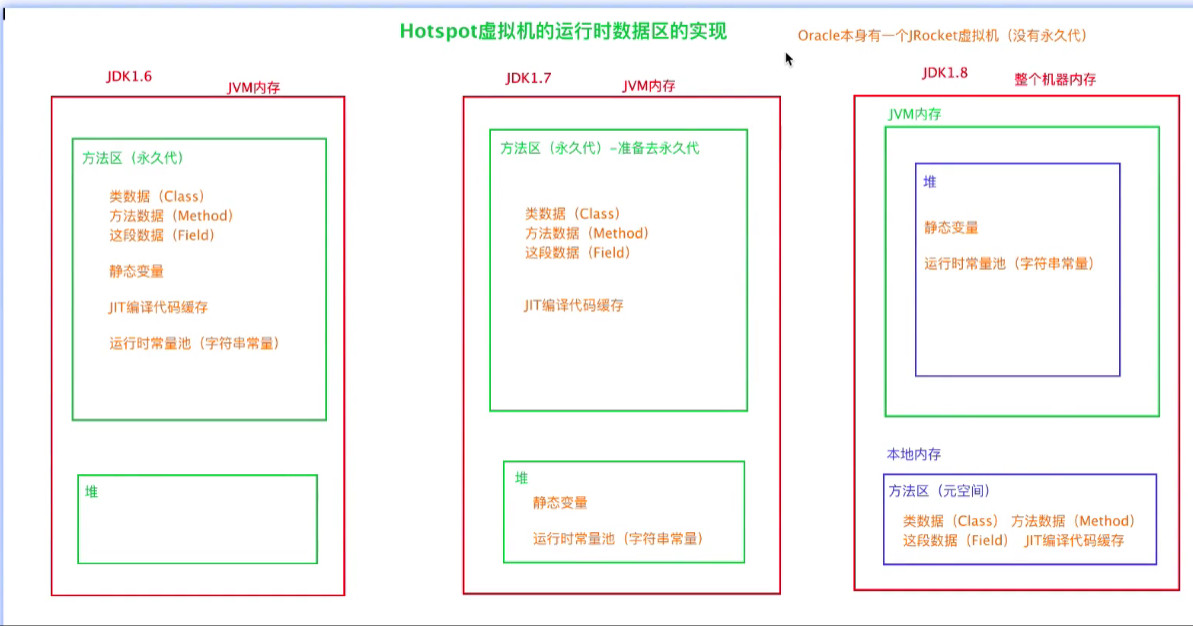 Hotspot虚拟机的运行时数据区的实现
Oracle本身有一个JRocket虚拟机（没有永久代）
JDK1.6
JVM内存
方法区（永久代）
类数据（Class）
方法数据（Method）
这段数据（Field）
静态变量
JIT编译代码缓存
运行时常量池（字符串常量）
堆
JDK1.7
JVM内存
方法区（永久代）-准备去永久代
类数据（Class）
方法数据（Method）
这段数据（Field）
JIT编译代码缓存
堆
静态变量
运行时常量池（字符串常量）
JDK1.8
整个机器内存
JVM内存
堆
静态变量
运行时常量池（字符串常量）
本地内存
方法区（元空间）
类数据（Class） 方法数据（Method）
这段数据（Field） JIT编译代码缓存